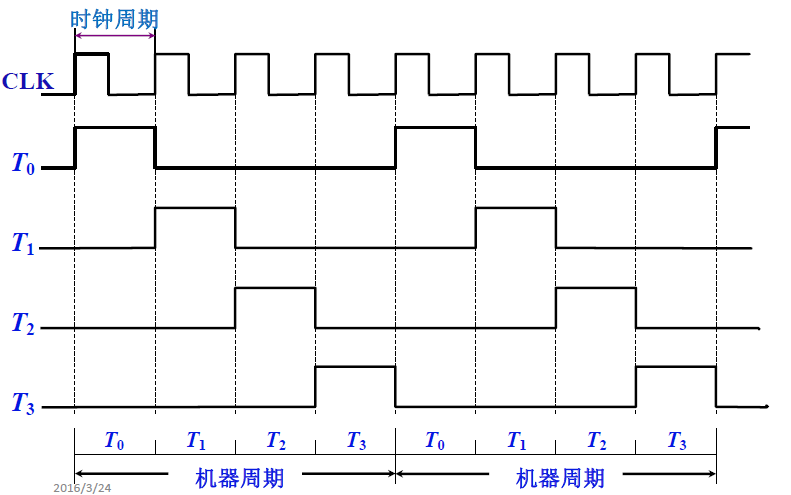 时钟周期
CLK
T0
T1
T2
T3
T0 T1 T2 T3 T0 T1 T2 T3
机器周期 机器周期
2016/3/24